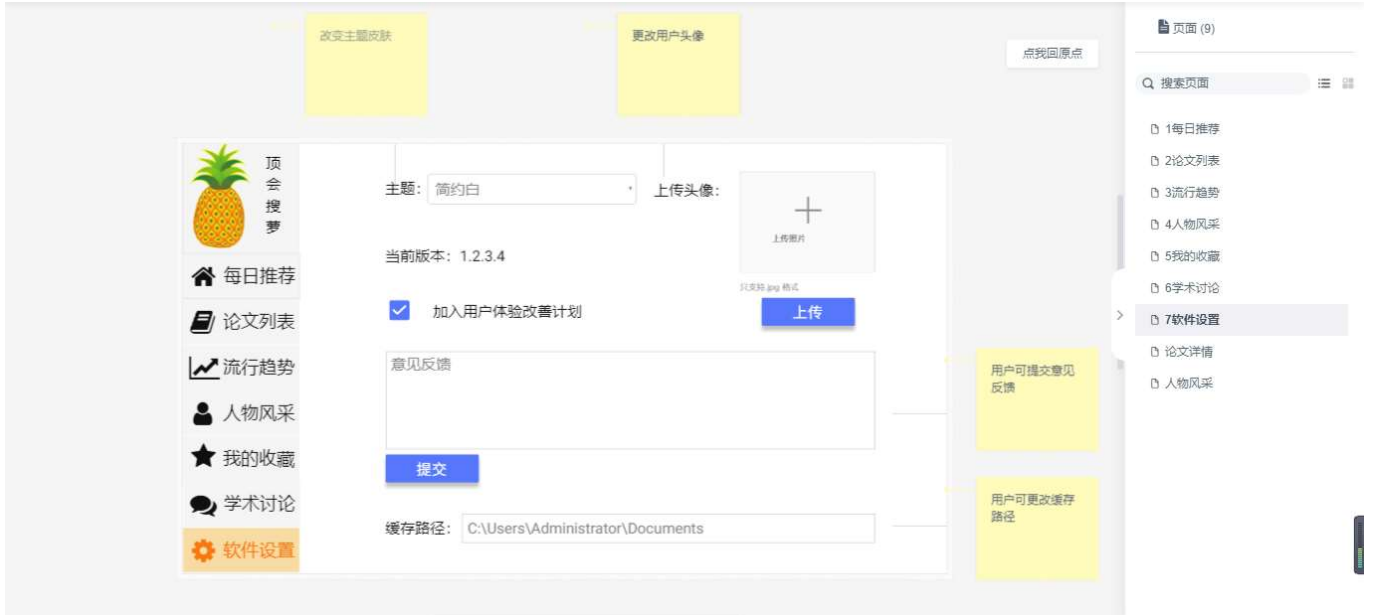 改变主题皮肤
更改用户头像
点我回原点
顶
会
搜
萝
主题：
简约白
上传头像：
上传照片
当前版本：1.2.3.4
只支持.jpg 格式
加入用户体验改善计划
上传
每日推荐
论文列表
流行趋势
人物风采
我的收藏
学术讨论
软件设置
意见反馈
提交
缓存路径：
C:\Users\Administrator\Documents
用户可提交意见
反馈
用户可更改缓存
路径
页面 (9)
搜索页面
1每日推荐
2论文列表
3流行趋势
4人物风采
5我的收藏
6学术讨论
7软件设置
论文详情
人物风采